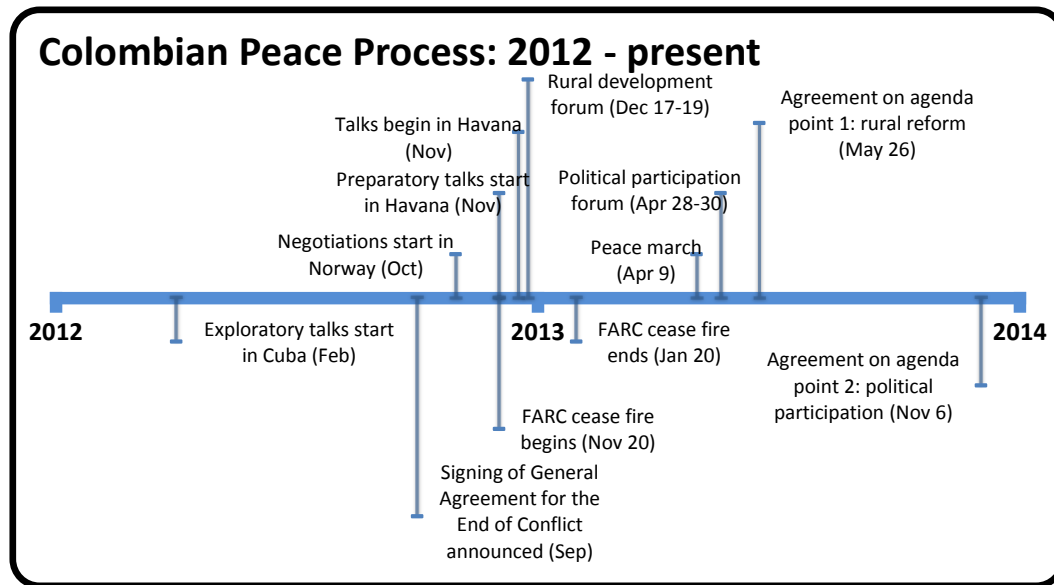 Colombian Peace Process: 2012 - present
Rural development
forum (Dec 17-19)
Agreement on agenda
point 1: rural reform
(May 26)
Talks begin in Havana
(Nov)
Preparatory talks start
in Havana (Nov)
Political participation
forum (Apr 28-30)
Negotiations start in
Norway (Oct)
Peace march
(Apr 9)
2012
2013
2014
Exploratory talks start
in Cuba (Feb)
FARC cease fire
ends (Jan 20)
Agreement on agenda
point 2: political
participation (Nov 6)
FARC cease fire
begins (Nov 20)
Signing of General
Agreement for the
End of Conflict
announced (Sep)